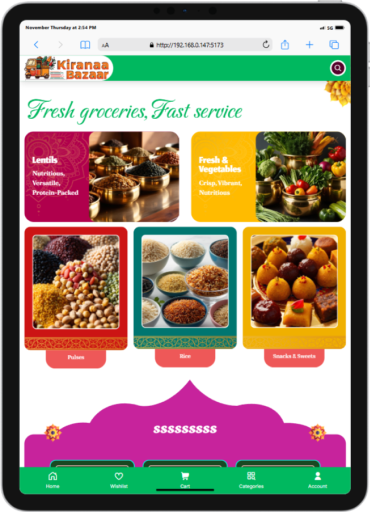 November Thursday at 2:54 PM
5G
AA
http://192.168.0.147:5173
Kiranaa
Bazaar
Fresh groceries, Fast service
Lentils
Nutritious,
Versatile,
Protein-Packed
Fresh &
Vegetables
Crisp, Vibrant,
Nutritious
Pulses
Rice
Snacks & Sweets
sssssssss
Home
Wishlist
Cart
Categories
Account